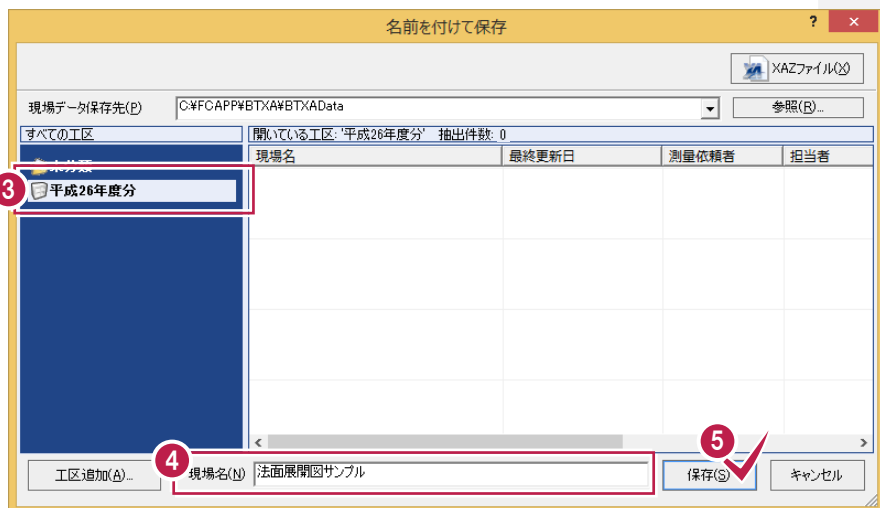 名前を付けて保存
? ×
XAZファイル(X)
現場データ保存先(P) C:¥FCAPP¥BTXA¥BTXAData 参照(R)...
すべての工区 開いている工区: '平成26年度分' 抽出件数: 0
現場名 最終更新日 測量依頼者 担当者
未分類
3 平成26年度分
5
4
工区追加(A)... 現場名(N) 法面展開図サンプル 保存(S) キャンセル